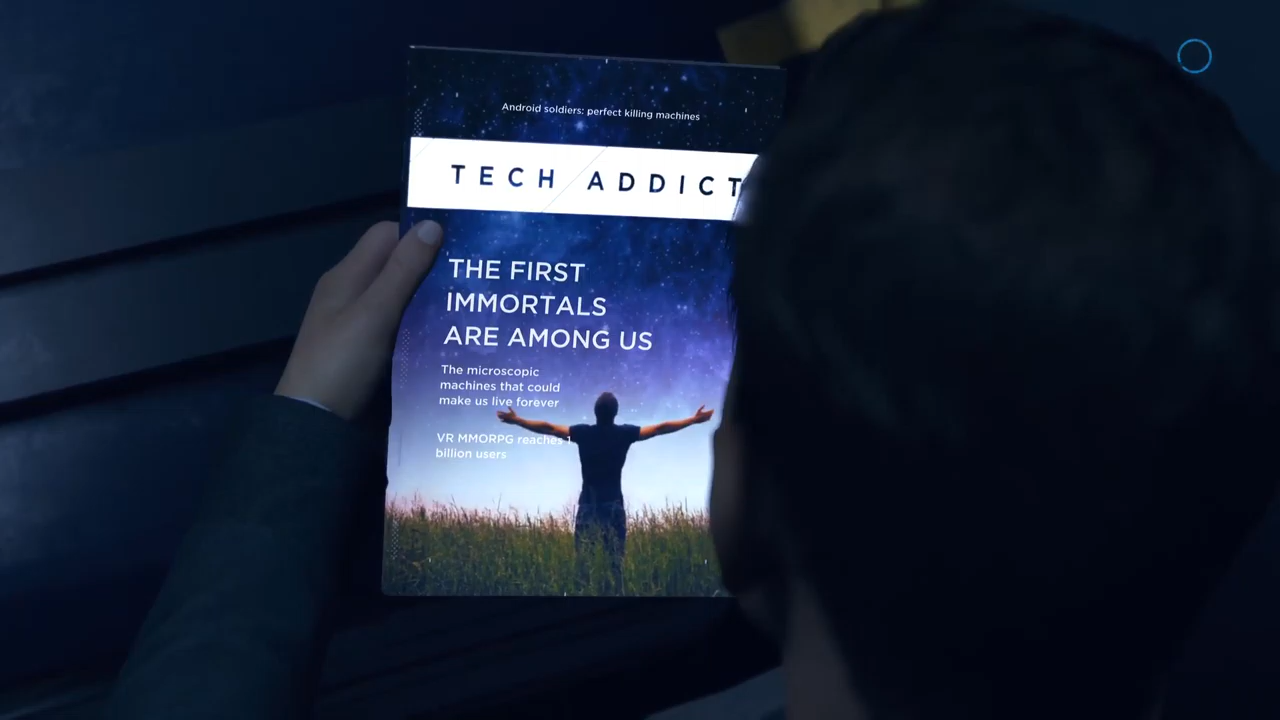 Android soldiers: perfect killing machines
TECH ADDICT
THE FIRST
IMMORTALS
ARE AMONG US
The microscopic
machines that could
make us live forever
VR MMORPG reaches 1
billion users